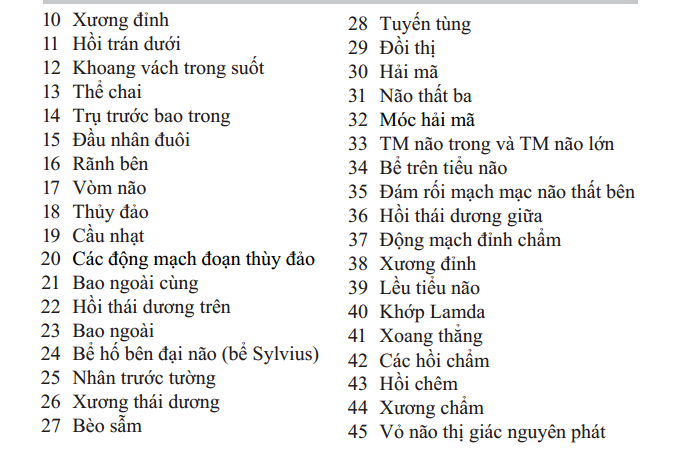 10 Xương đỉnh
11 Hồi trán dưới
12 Khoang vách trong suốt
13 Thể chai
14 Trụ trước bao trong
15 Đầu nhân đuôi
16 Rãnh bên
17 Vòm não
18 Thủy đảo
19 Cầu nhạt
20 Các động mạch đoạn thùy đảo
21 Bao ngoài cùng
22 Hồi thái dương trên
23 Bao ngoài
24 Bể hố bên đại não (bể Sylvius)
25 Nhân trước tường
26 Xương thái dương
27 Bèo sẫm
28 Tuyến tùng
29 Đồi thị
30 Hải mã
31 Não thất ba
32 Móc hải mã
33 TM não trong và TM não lớn
34 Bể trên tiểu não
35 Đám rối mạch mạc não thất bên
36 Hồi thái dương giữa
37 Động mạch đỉnh chẩm
38 Xương đỉnh
39 Lều tiểu não
40 Khớp Lamda
41 Xoang thẳng
42 Các hồi chẩm
43 Hồi chêm
44 Xương chẩm
45 Vỏ não thị giác nguyên phát